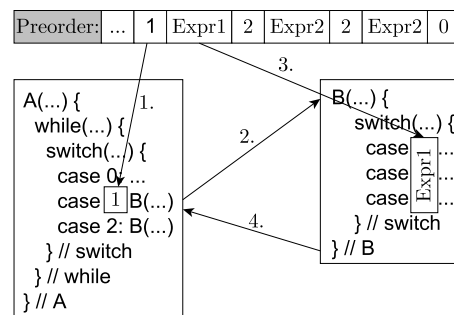 Preorder: ... 1 Expr1 2 Expr2 2 Expr2 0
1.
2.
3.
4.
A(...) {
while(...) {
switch(...) {
case 0: ...
case 1 B(...)
case 2: B(...)
} // switch
} // while
} // A
B(...) {
switch(...) {
case ...
case ...
case ...
Expr1
} // switch
} // B